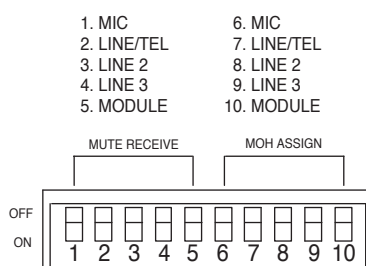 1. MIC
2. LINE/TEL
3. LINE 2
4. LINE 3
5. MODULE
6. MIC
7. LINE/TEL
8. LINE 2
9. LINE 3
10. MODULE
MUTE RECEIVE
MOH ASSIGN
OFF
ON
1 2 3 4 5 6 7 8 9 10